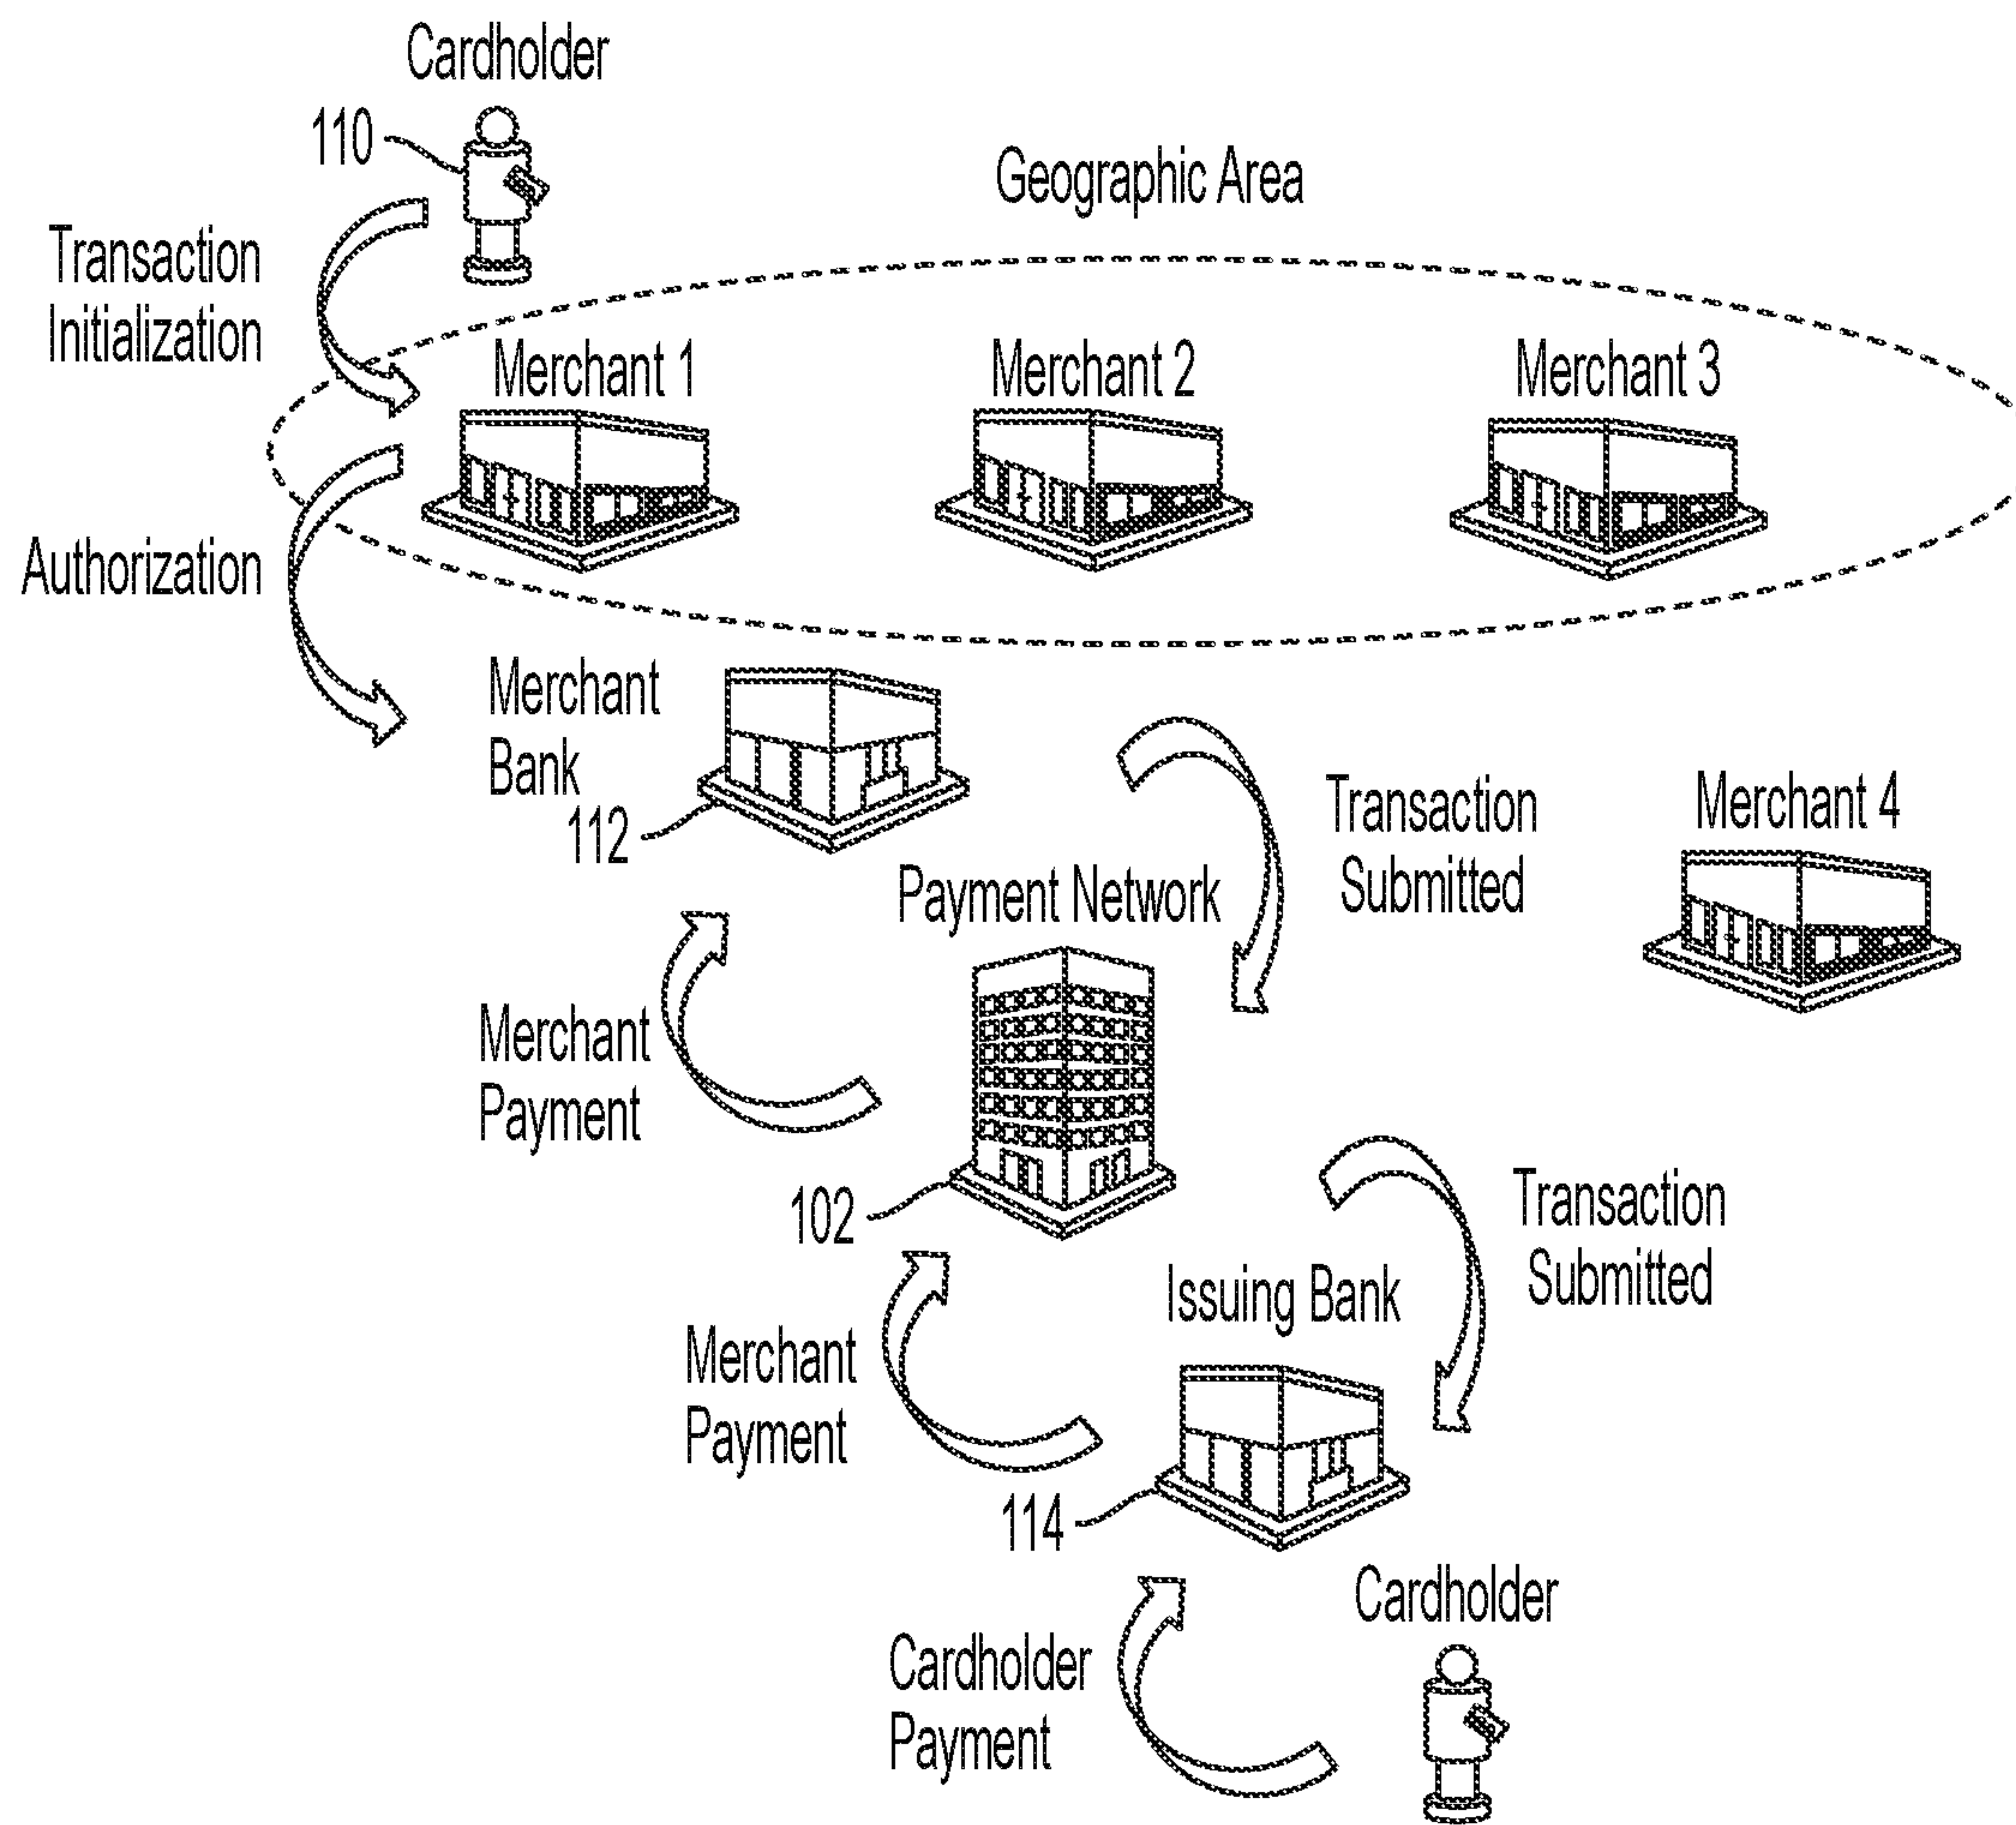 Cardholder
110
Geographic Area
Transaction
Initialization
Merchant 1
Merchant 2
Merchant 3
Authorization
Merchant
Bank
112
Transaction
Submitted
Merchant 4
Payment Network
Merchant
Payment
102
Transaction
Submitted
Issuing Bank
Merchant
Payment
114
Cardholder
Cardholder
Payment